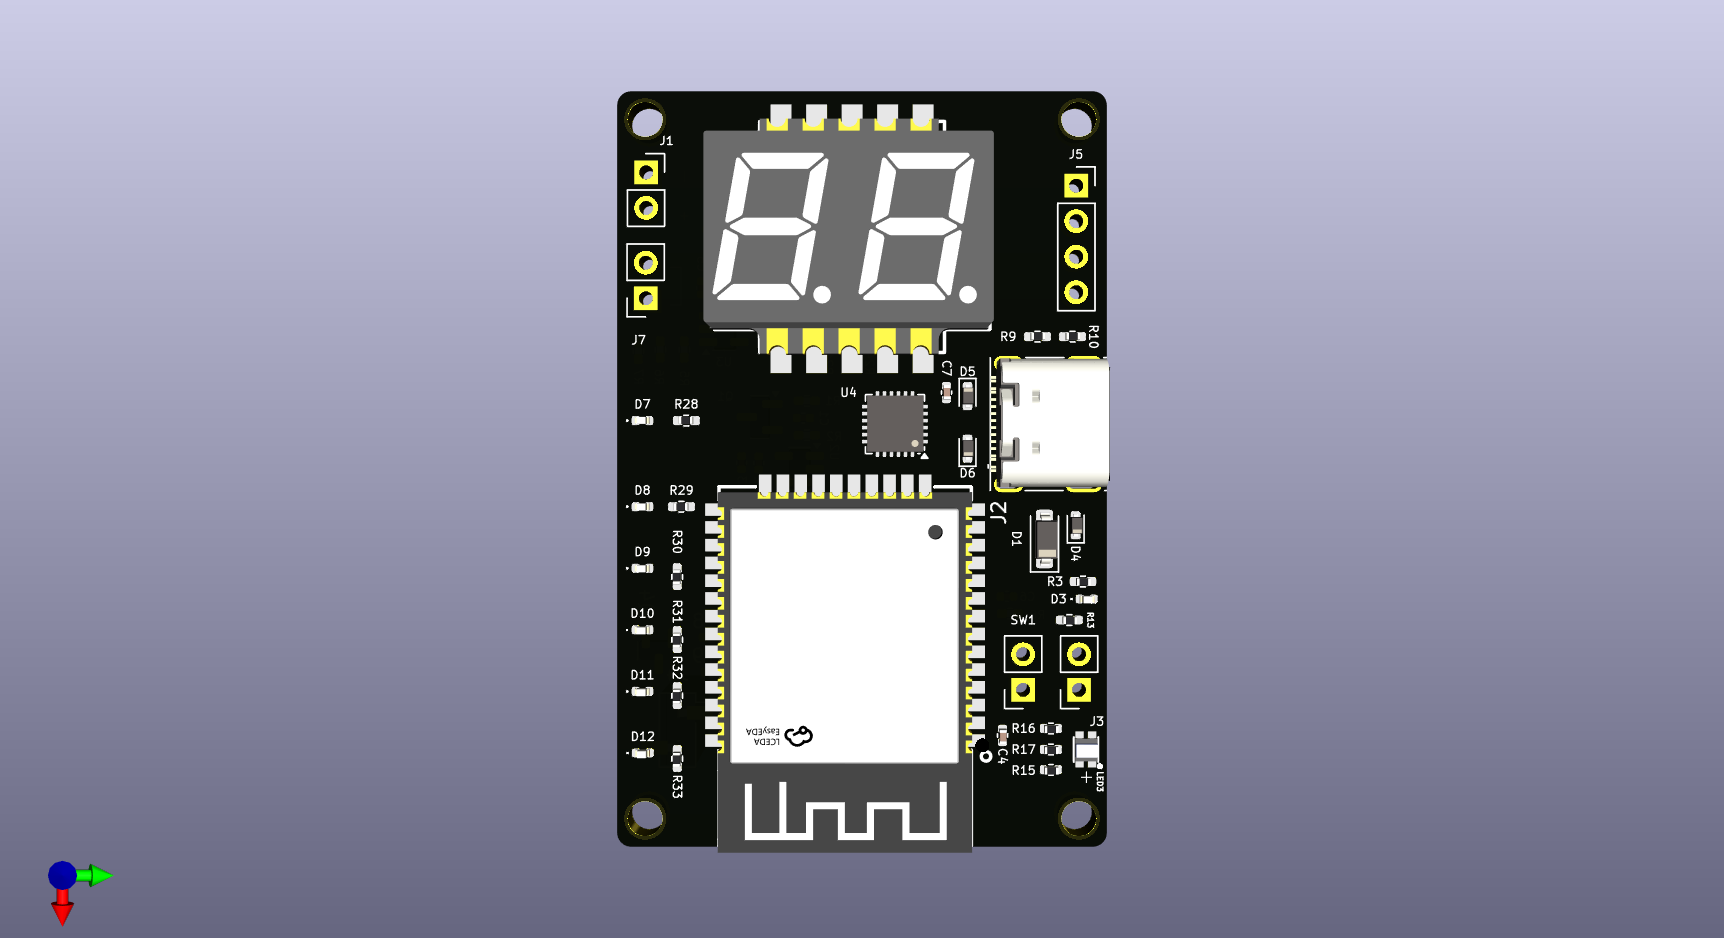 J1
J5
J7
R9
R10
C7
D5
U4
D7
R28
D6
D8
R29
J2
R30
D1
D4
D9
R3
D3
R31
D10
SW1
R13
R32
D11
LCEDA
EasyEDA
J3
R16
D12
C4
R17
R15
R33
+
LED3